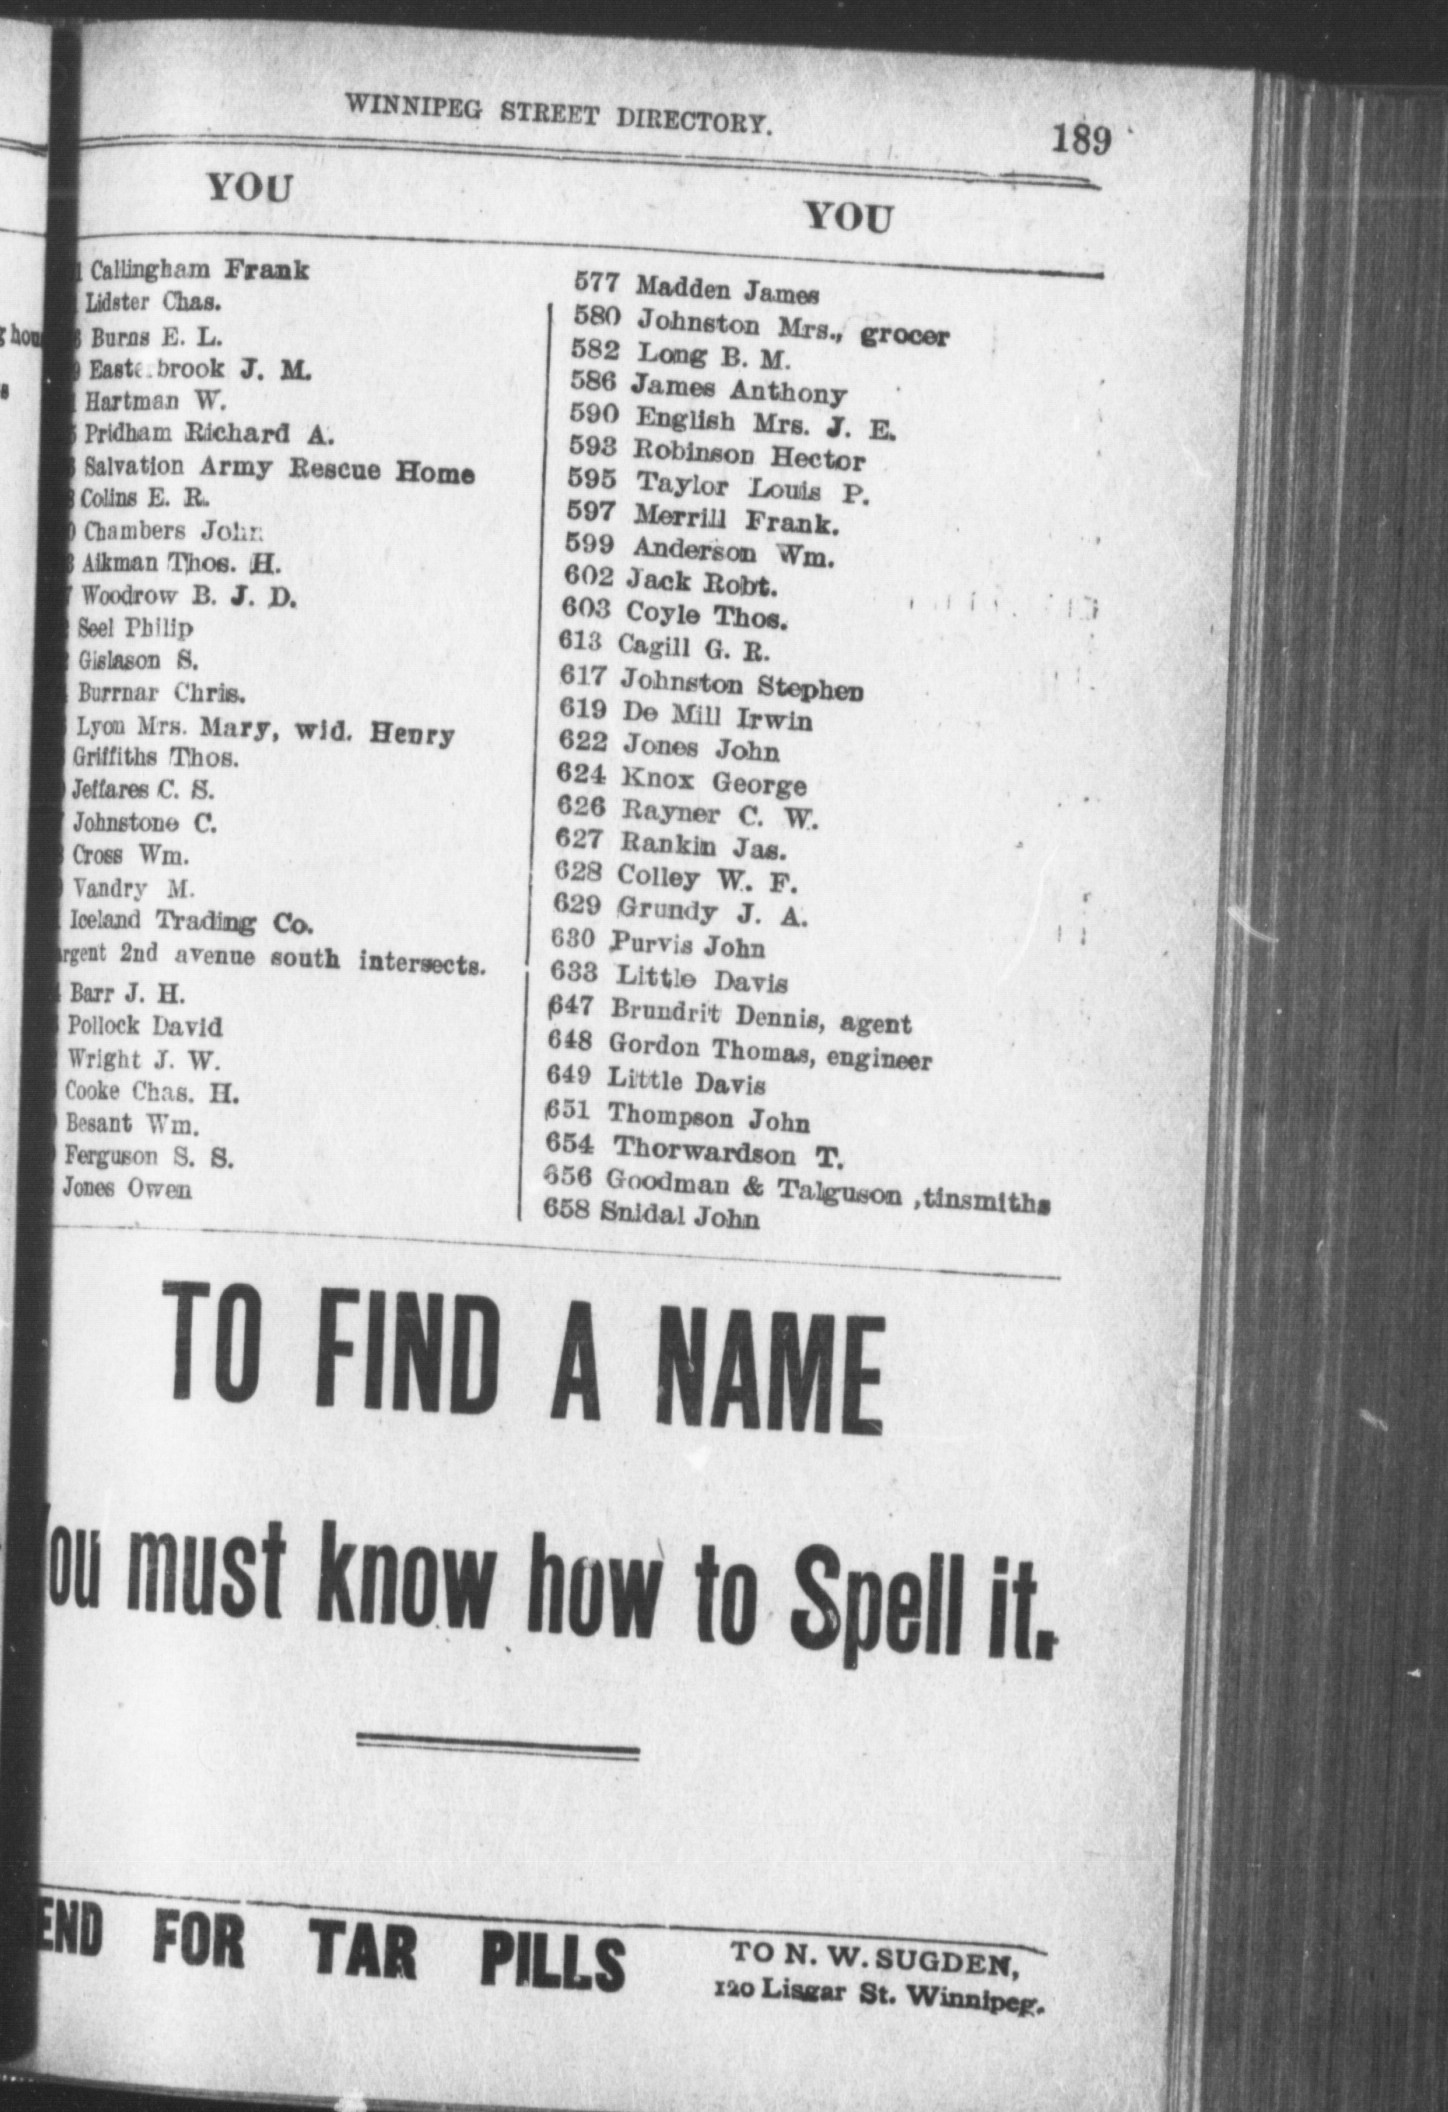 WINNIPEG STREET DIRECTORY. 189
YOU
Callingham Frank
Lidster Chas.
Burns E. L.
brook J. M.
Hartman W.
Pridham Richard A.
Salvation Army Rescue Home
Colins E. R.
Chambers John
Aikman Thos. H.
Woodrow B. J. D.
Seel Philip
Gislason S.
Burrnar Chris.
Lyon Mrs. Mary, wid. Henry
Griffiths Thos.
Jeffares C. S.
Johnstone C.
Cross Wm.
Vandry M.
Iceland Trading Co.
2nd avenue south intersects.
Barr J. H.
Pollock David
Wright J. W.
Cooke Chas. H.
Besant Wm.
Ferguson S. S.
Jones Owen
YOU
577 Madden James
580 Johnston Mrs., grocer
582 Long B. M.
586 James Anthony
590 English Mrs. J. E.
593 Robinson Hector
595 Taylor Louis P.
597 Merrill Frank.
599 Anderson Wm.
602 Jack Robt.
603 Coyle Thos.
613 Cagill G. R.
617 Johnston Stephen
619 De Mill Irwin
622 Jones John
624 Knox George
626 Rayner C. W.
627 Rankin Jas.
628 Colley W. F.
629 Grundy J. A.
630 Purvis John
633 Little Davis
647 Brundrit Dennis, agent
648 Gordon Thomas, engineer
649 Little Davis
651 Thompson John
654 Thorwardson T.
656 Goodman & Talguson ,tinsmiths
658 Snidal John
TO FIND A NAME
You must know how to Spell it.
END FOR TAR PILLS
TO N. W. SUGDEN,
120 Lisgar St. Winnipeg.